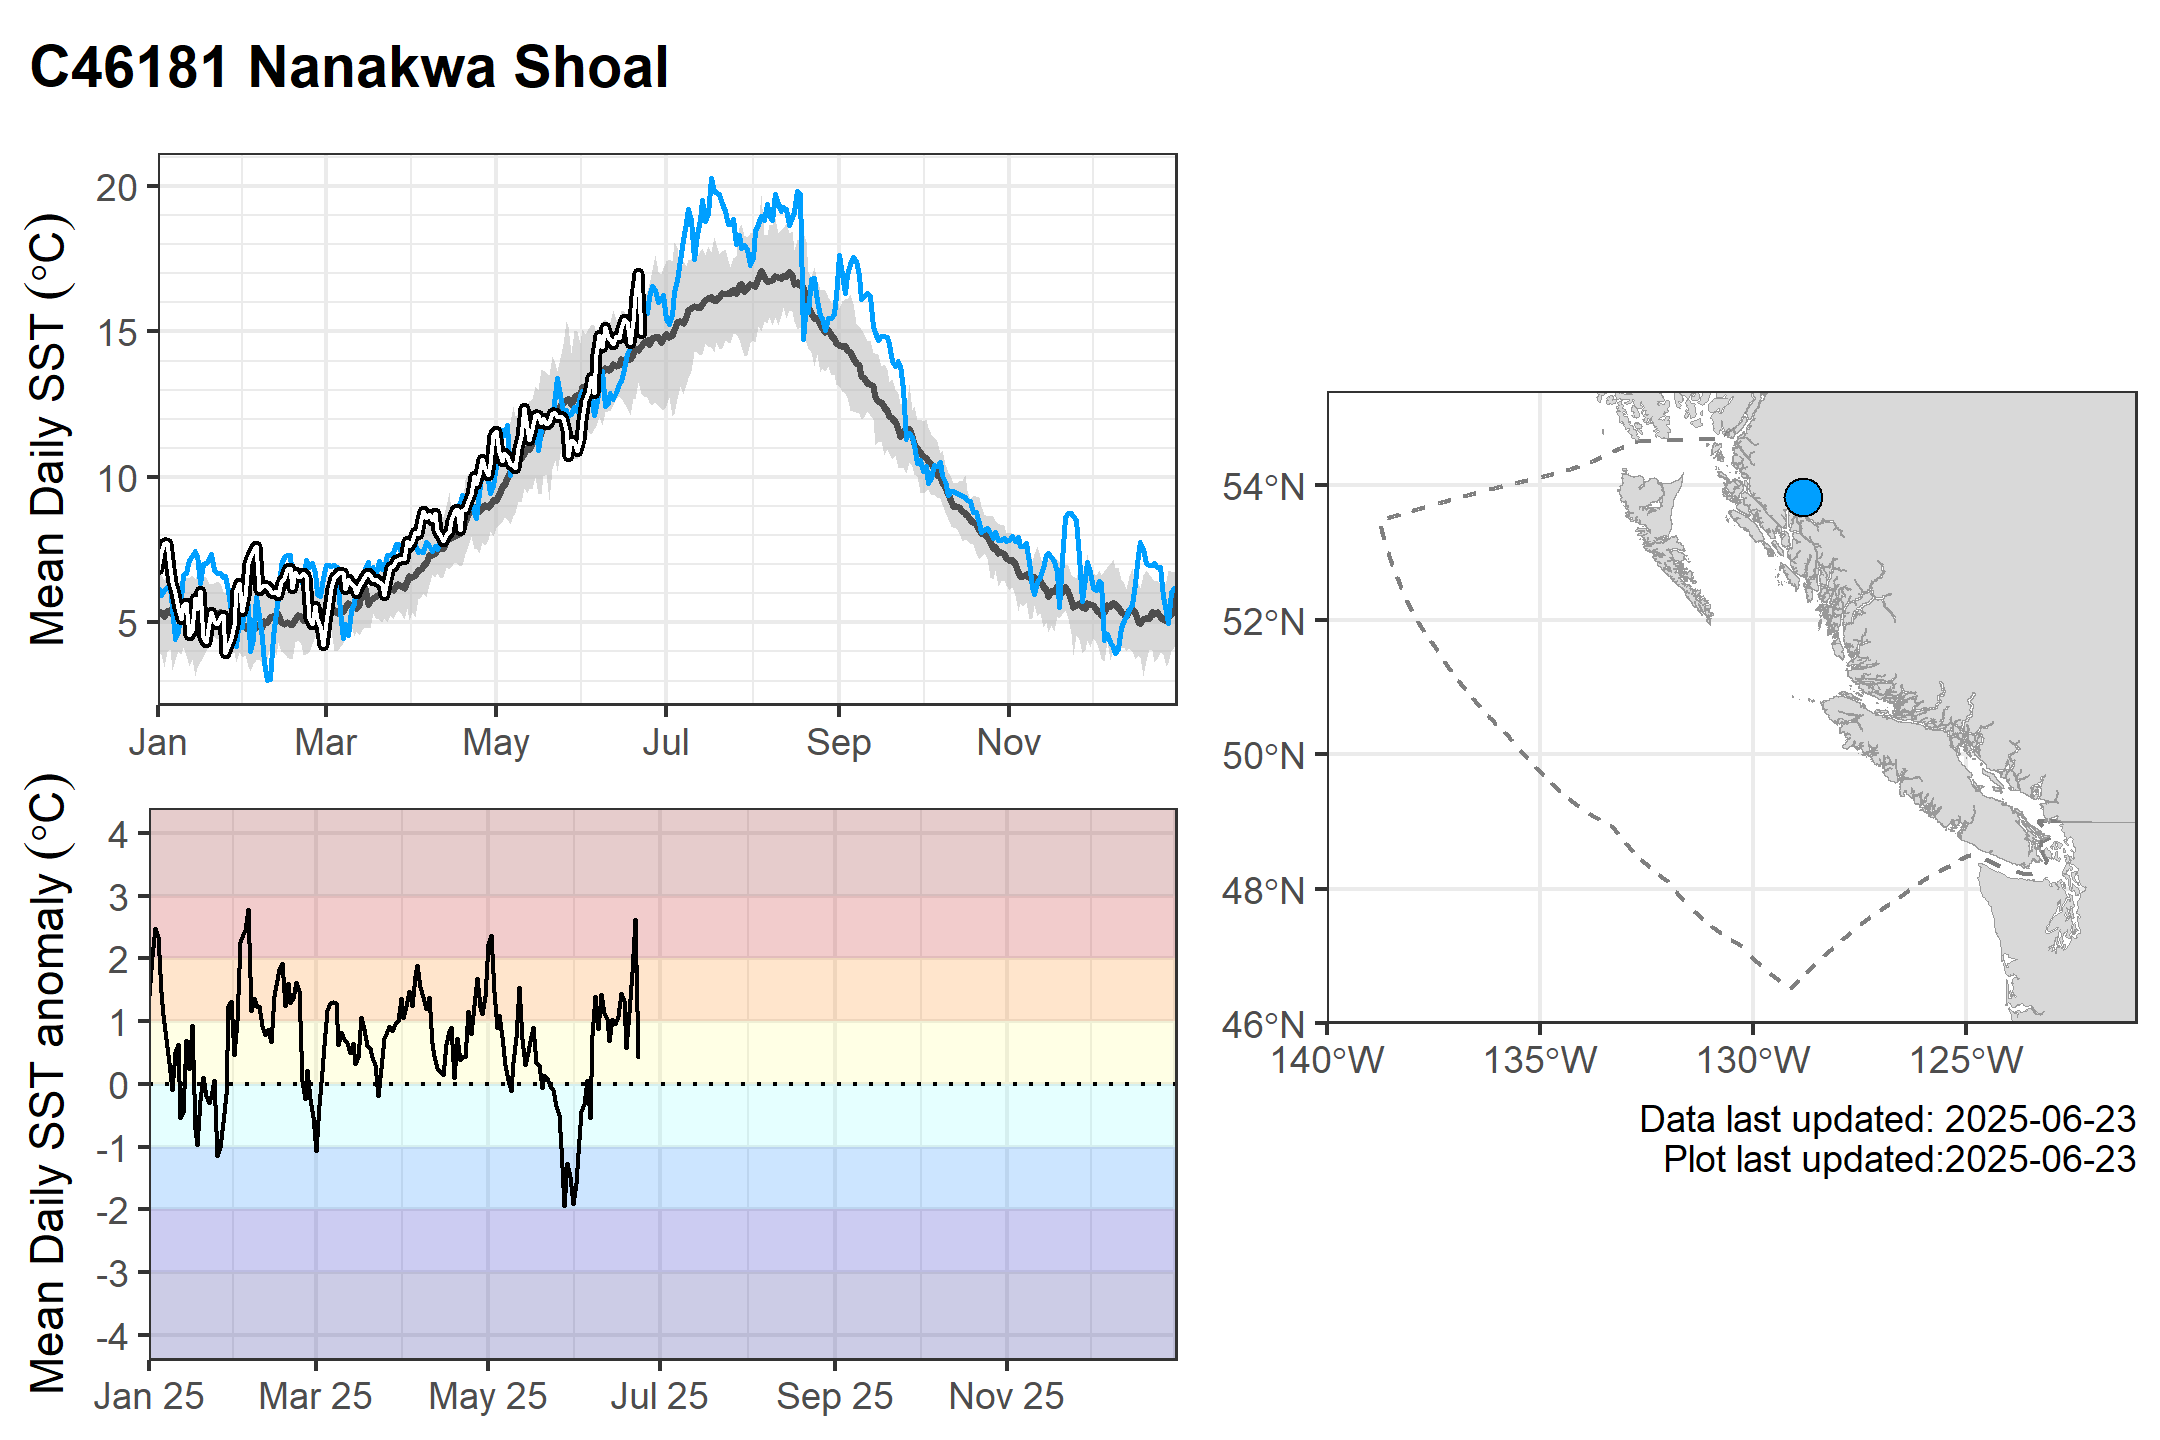 C46181 Nanakwa Shoal
Mean Daily SST (°C)
20
15
10
5
Jan Mar May Jul Sep Nov
Mean Daily SST anomaly (°C)
4
3
2
1
0
-1
-2
-3
-4
Jan 25 Mar 25 May 25 Jul 25 Sep 25 Nov 25
54°N
52°N
50°N
48°N
46°N
140°W 135°W 130°W 125°W
Data last updated: 2025-06-23
Plot last updated:2025-06-23